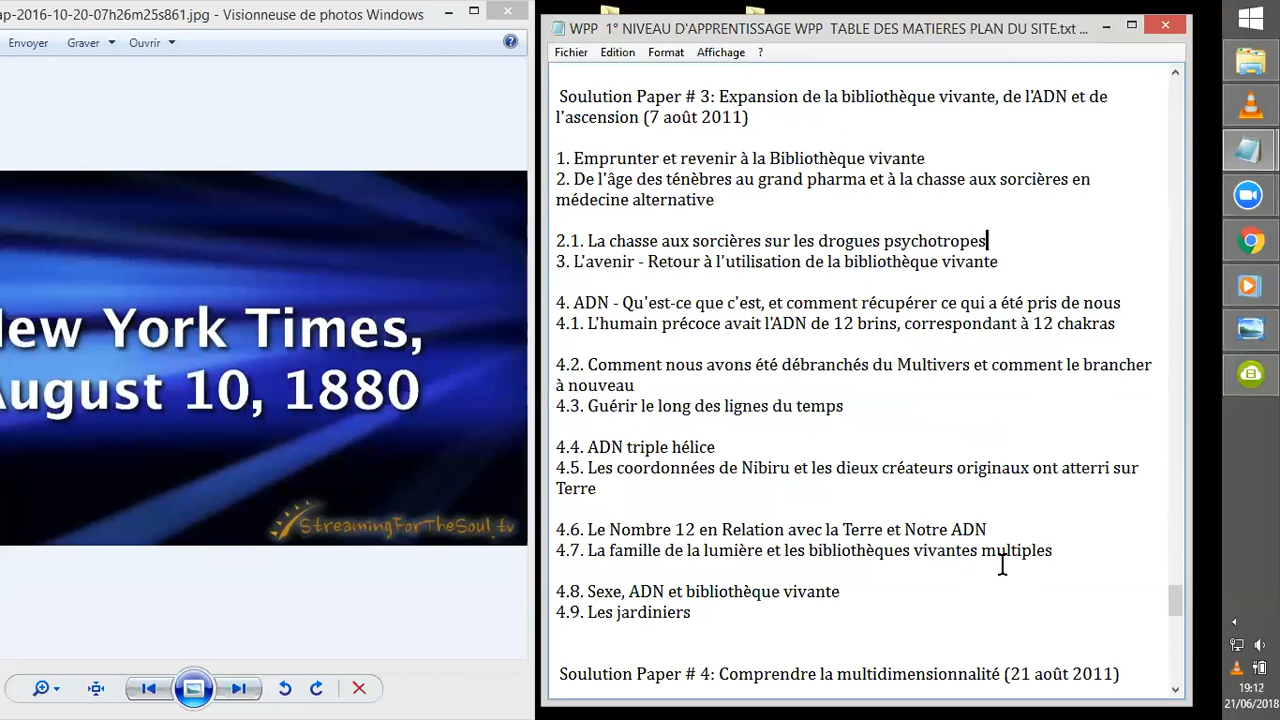 ap-2016.10.20-07h26m25s861.jpg - Visionneuse de photos Windows
Envoyer Graver Ouvrir
New York Times,
August 10, 1880
StreamingForTheSoul.tv
WPP 1° NIVEAU D'APPRENTISSAGE WPP TABLE DES MATIERES PLAN DU SITE.txt ...
Fichier Edition Format Affichage ?
Soulution Paper # 3: Expansion de la bibliothèque vivante, de l'ADN et de
l'ascension (7 août 2011)
1. Emprunter et revenir à la Bibliothèque vivante
2. De l'âge des ténèbres au grand pharma et à la chasse aux sorcières en
médecine alternative
2.1. La chasse aux sorcières sur les drogues psychotropes
3. L'avenir - Retour à l'utilisation de la bibliothèque vivante
4. ADN - Qu'est-ce que c'est, et comment récupérer ce qui a été pris de nous
4.1. L'humain précoce avait l'ADN de 12 brins, correspondant à 12 chakras
4.2. Comment nous avons été débranchés du Multivers et comment le brancher
à nouveau
4.3. Guérir le long des lignes du temps
4.4. ADN triple hélice
4.5. Les coordonnées de Nibiru et les dieux créateurs originaux ont atterri sur
Terre
4.6. Le Nombre 12 en Relation avec la Terre et Notre ADN
4.7. La famille de la lumière et les bibliothèques vivantes multiples
4.8. Sexe, ADN et bibliothèque vivante
4.9. Les jardiniers
Soulution Paper # 4: Comprendre la multidimensionnalité (21 août 2011)
19:12
21/06/2018